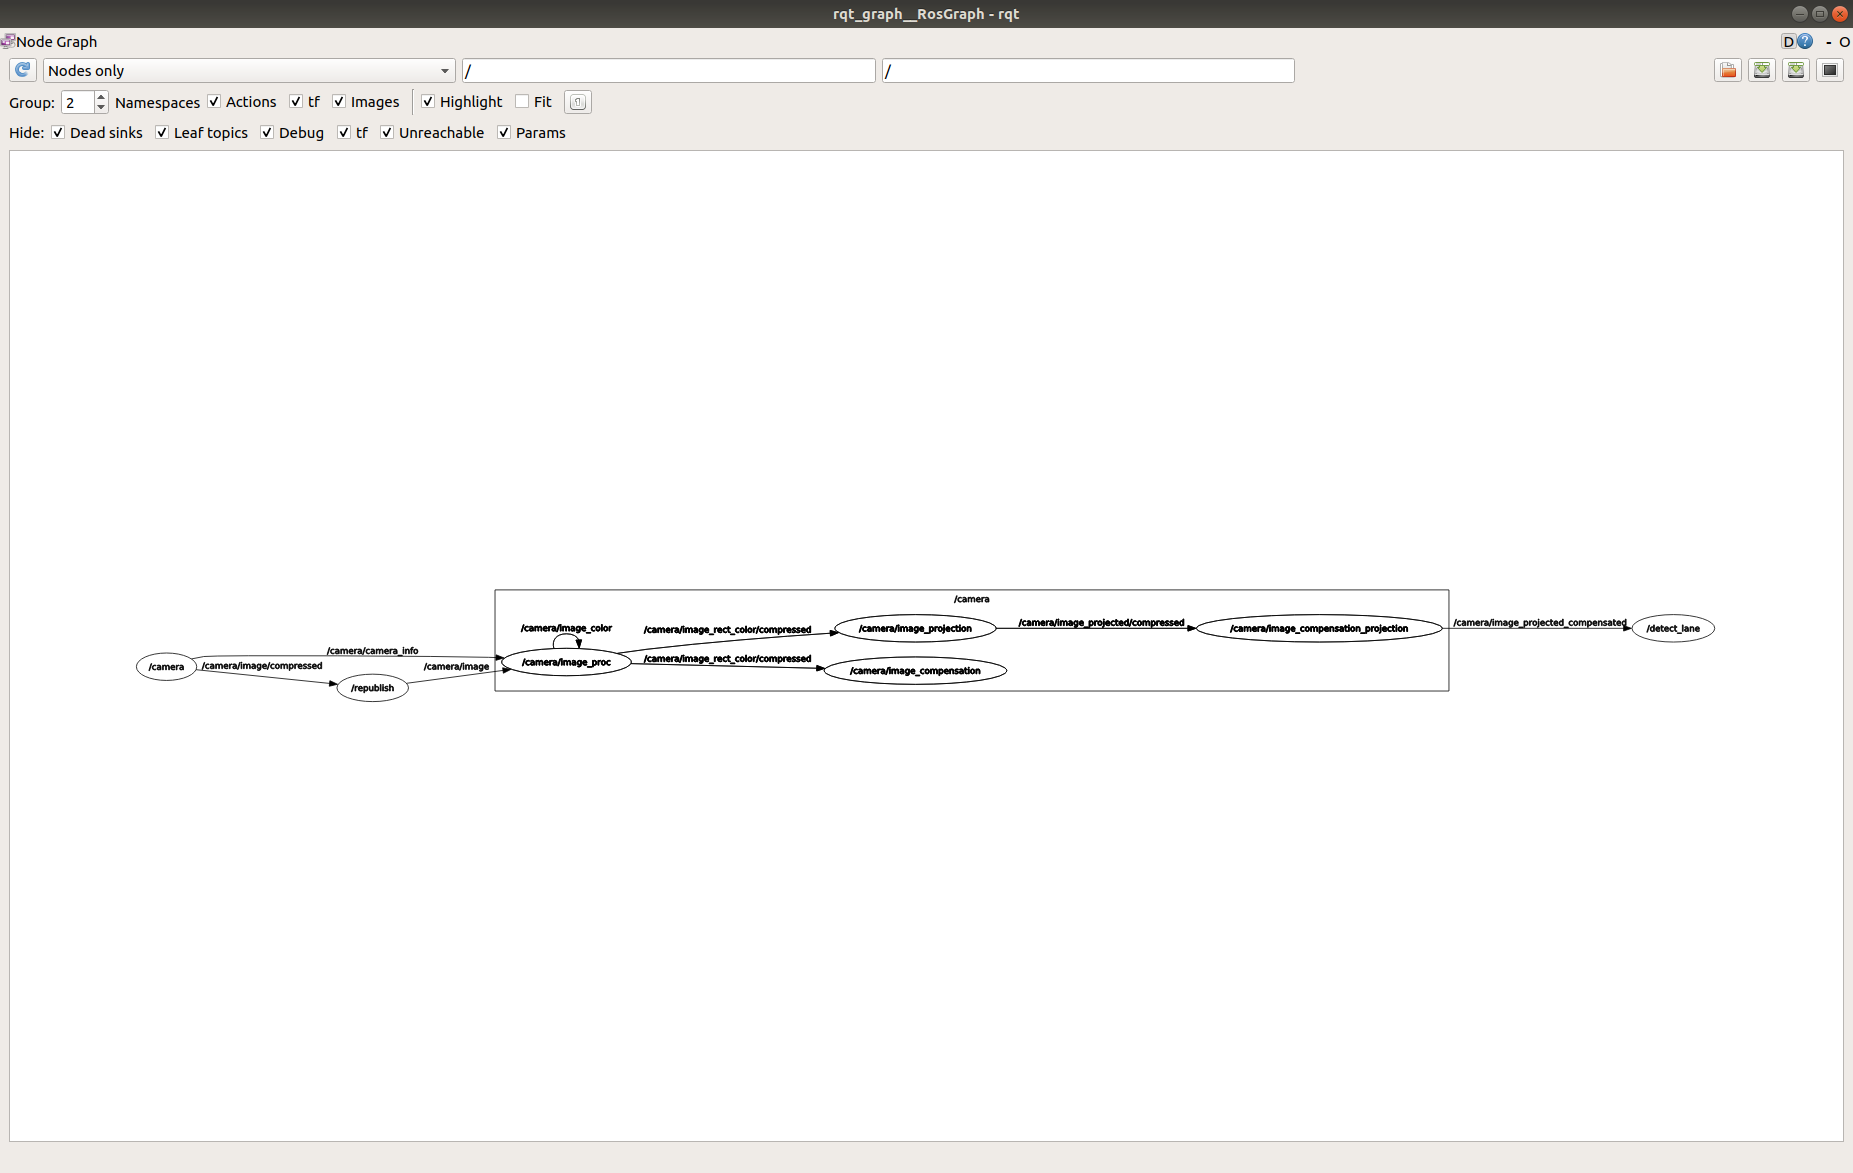 rqt_graph__RosGraph - rqt
Node Graph
D ? - O
Nodes only / /
Group: 2 Namespaces Actions tf Images Highlight Fit
Hide: Dead sinks Leaf topics Debug tf Unreachable Params
/camera
/camera/image_color
/camera/image_rect_color/compressed
/camera/image_projection
/camera/image_projected/compressed
/camera/image_compensation_projection
/camera/image_projected_compensated
/detect_lane
/camera/camera_info
/camera
/camera/image/compressed
/camera/image
/camera/image_proc
/camera/image_rect_color/compressed
/camera/image_compensation
/republish